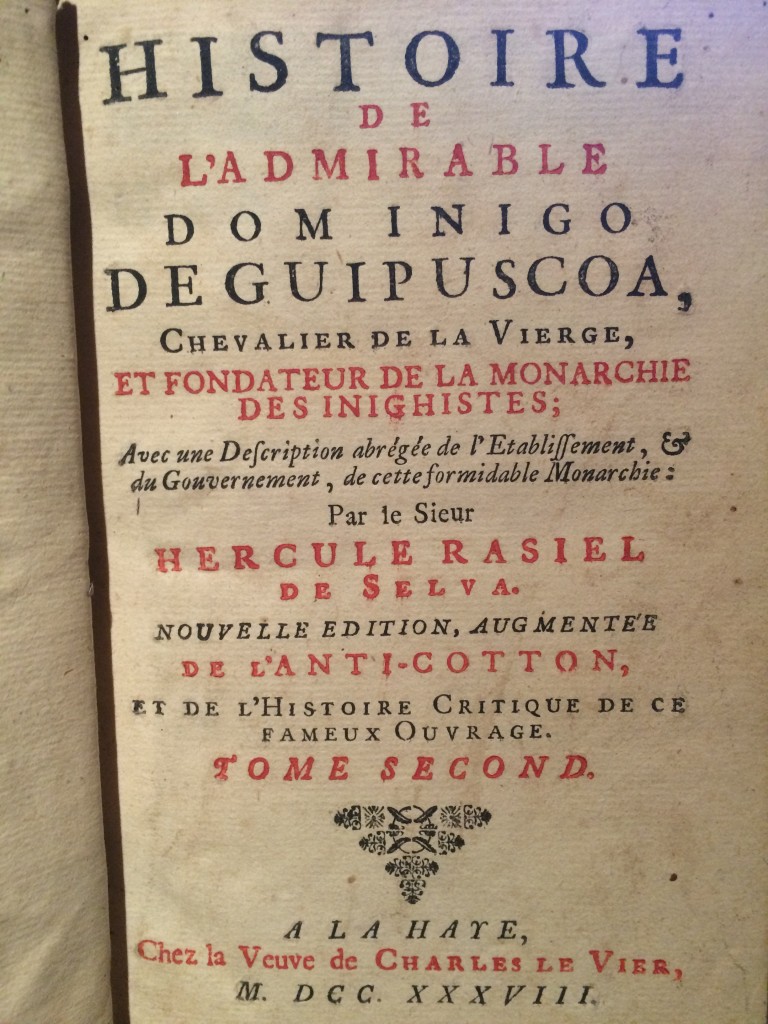 HISTOIRE
DE
L'ADMIRABLE
DOM INIGO
DE GUIPUSCOA,
CHEVALIER DE LA VIERGE,
ET FONDATEUR DE LA MONARCHIE
DES INIGHISTES;
Avec une Deſcription abrégée de l'Etabliſſement, &
du Gouvernement, de cette formidable Monarchie:
Par le Sieur
HERCULE RASIEL
DE SELVA.
NOUVELLE EDITION, AUGMENTÉE
DE L'ANTI-COTTON,
ET DE L'HISTOIRE CRITIQUE DE CE
FAMEUX OUVRAGE.
TOME SECOND.
A LA HAYE,
Chez la Veuve de CHARLES LE VIER,
M. DCC. XXXVIII.